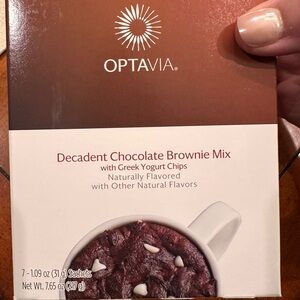 OPTAVIA®
Decadent Chocolate Brownie Mix
with Greek Yogurt Chips
Naturally Flavored
with Other Natural Flavors
7 - 1.09 oz (31 g) Sachets
Net Wt. 7.65 oz (217 g)